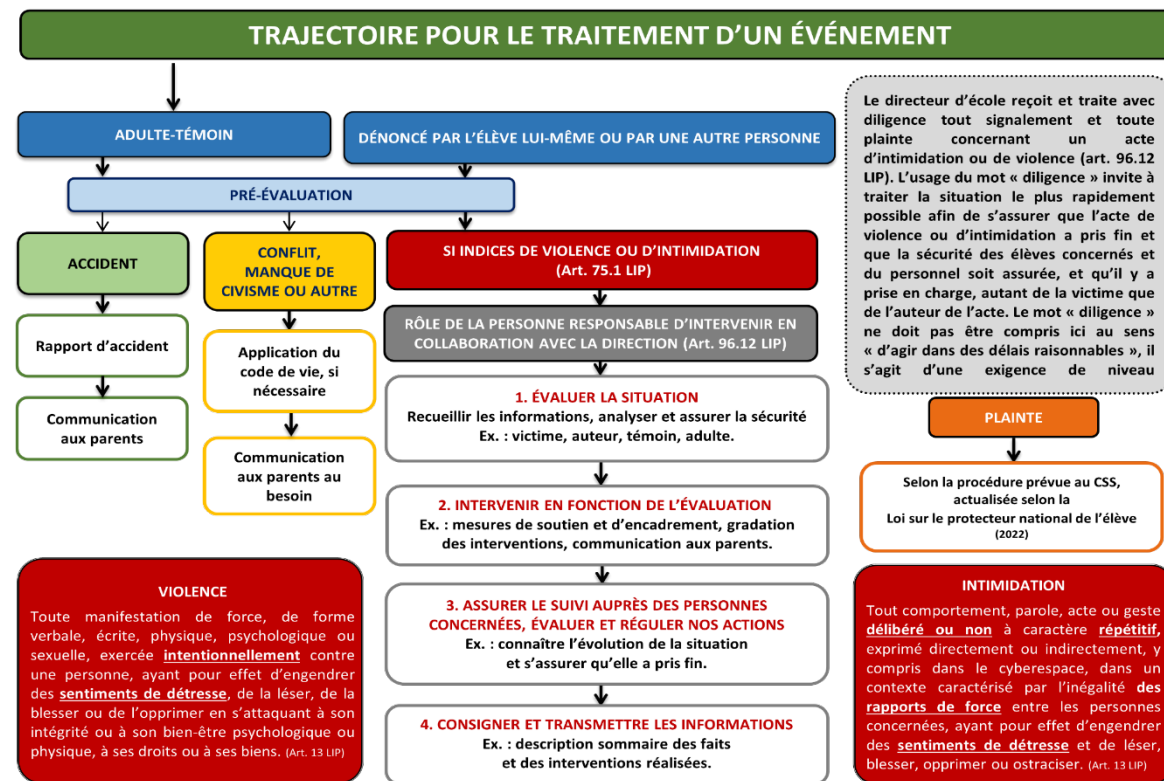 TRAJECTOIRE POUR LE TRAITEMENT D'UN ÉVÉNEMENT
ADULTE-TÉMOIN
DÉNONCÉ PAR L'ÉLÈVE LUI-MÊME OU PAR UNE AUTRE PERSONNE
PRÉ-ÉVALUATION
ACCIDENT
Rapport d'accident
Communication
aux parents
CONFLIT,
MANQUE DE
CIVISME OU AUTRE
Application du
code de vie, si
nécessaire
Communication
aux parents au
besoin
SI INDICES DE VIOLENCE OU D'INTIMIDATION
(Art. 75.1 LIP)
RÔLE DE LA PERSONNE RESPONSABLE D'INTERVENIR EN
COLLABORATION AVEC LA DIRECTION (Art. 96.12 LIP)
1. ÉVALUER LA SITUATION
Recueillir les informations, analyser et assurer la sécurité
Ex. : victime, auteur, témoin, adulte.
2. INTERVENIR EN FONCTION DE L'ÉVALUATION
Ex. : mesures de soutien et d'encadrement, gradation
des interventions, communication aux parents.
3. ASSURER LE SUIVI AUPRÈS DES PERSONNES
CONCERNÉES, ÉVALUER ET RÉGULER NOS ACTIONS
Ex. : connaître l'évolution de la situation
et s'assurer qu'elle a pris fin.
4. CONSIGNER ET TRANSMETTRE LES INFORMATIONS
Ex. : description sommaire des faits
et des interventions réalisées.
Le directeur d'école reçoit et traite avec
diligence tout signalement et toute
plainte concernant un acte
d'intimidation ou de violence (art. 96.12
LIP). L'usage du mot « diligence » invite à
traiter la situation le plus rapidement
possible afin de s'assurer que l'acte de
violence ou d'intimidation a pris fin et
que la sécurité des élèves concernés et
du personnel soit assurée, et qu'il y a
prise en charge, autant de la victime que
de l'auteur de l'acte. Le mot « diligence »
ne doit pas être compris ici au sens
« d'agir dans des délais raisonnables », il
s'agit d'une exigence de niveau
PLAINTE
Selon la procédure prévue au CSS,
actualisée selon la
Loi sur le protecteur national de l'élève
(2022)
VIOLENCE
Toute manifestation de force, de forme
verbale, écrite, physique, psychologique ou
sexuelle, exercée intentionnellement contre
une personne, ayant pour effet d'engendrer
des sentiments de détresse, de la léser, de la
blesser ou de l'opprimer en s'attaquant à son
intégrité ou à son bien-être psychologique ou
physique, à ses droits ou à ses biens. (Art. 13 LIP)
INTIMIDATION
Tout comportement, parole, acte ou geste
délibéré ou non à caractère répétitif,
exprimé directement ou indirectement, y
compris dans le cyberespace, dans un
contexte caractérisé par l'inégalité des
rapports de force entre les personnes
concernées, ayant pour effet d'engendrer
des sentiments de détresse et de léser,
blesser, opprimer ou ostraciser. (Art. 13 LIP)